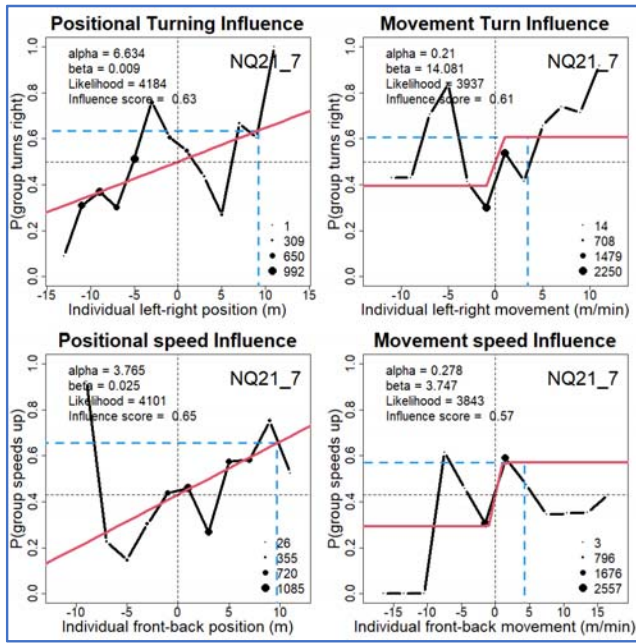 Positional Turning Influence
alpha = 6.634
beta = 0.009
Likelihood = 4184
Influence score = 0.63
NQ21_7
P(group turns right)
0.0 0.2 0.4 0.6 0.8 1.0
1
309
650
992
-15 -10 -5 0 5 10 15
Individual left-right position (m)
Movement Turn Influence
alpha = 0.21
beta = 14.081
Likelihood = 3937
Influence score = 0.61
NQ21_7
P(group turns right)
0.0 0.2 0.4 0.6 0.8 1.0
14
708
1479
2250
-10 -5 0 5 10
Individual left-right movement (m/min)
Positional speed Influence
alpha = 3.765
beta = 0.025
Likelihood = 4101
Influence score = 0.65
NQ21_7
P(group speeds up)
0.0 0.2 0.4 0.6 0.8 1.0
26
355
720
1085
-10 -5 0 5 10
Individual front-back position (m)
Movement speed Influence
alpha = 0.278
beta = 3.747
Likelihood = 3843
Influence score = 0.57
NQ21_7
P(group speeds up)
0.0 0.2 0.4 0.6 0.8 1.0
3
796
1676
2557
-15 -10 -5 0 5 10 15
Individual front-back movement (m/min)